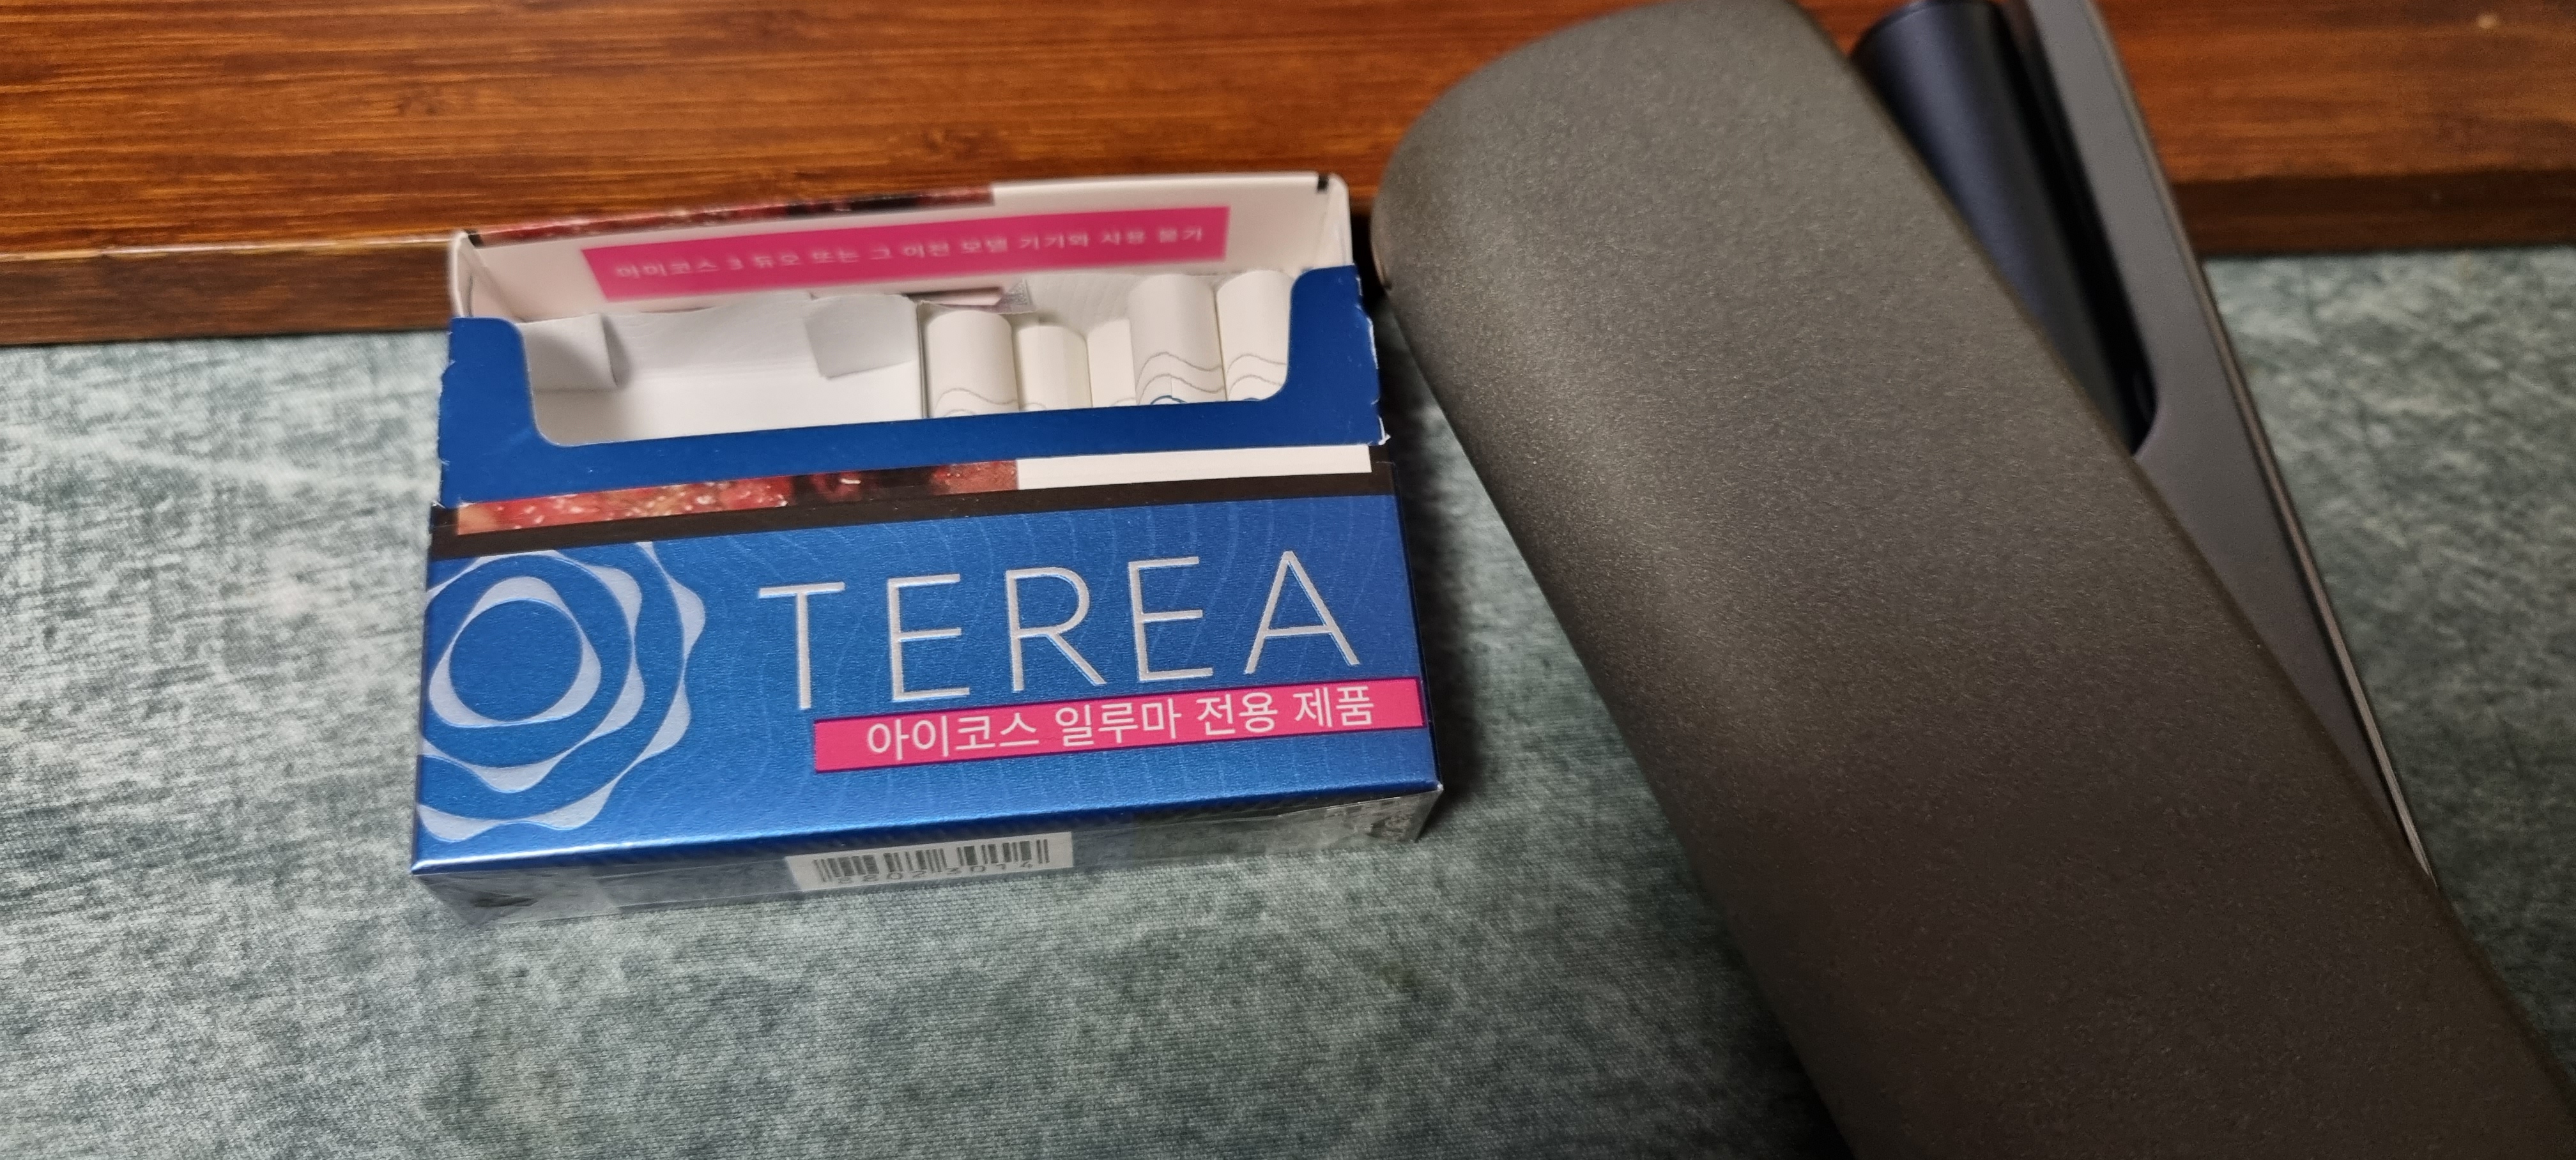 아이코스 3 듀오 또는 그 이전 모델 기기와 사용 불가
TEREA
아이코스 일루마 전용 제품